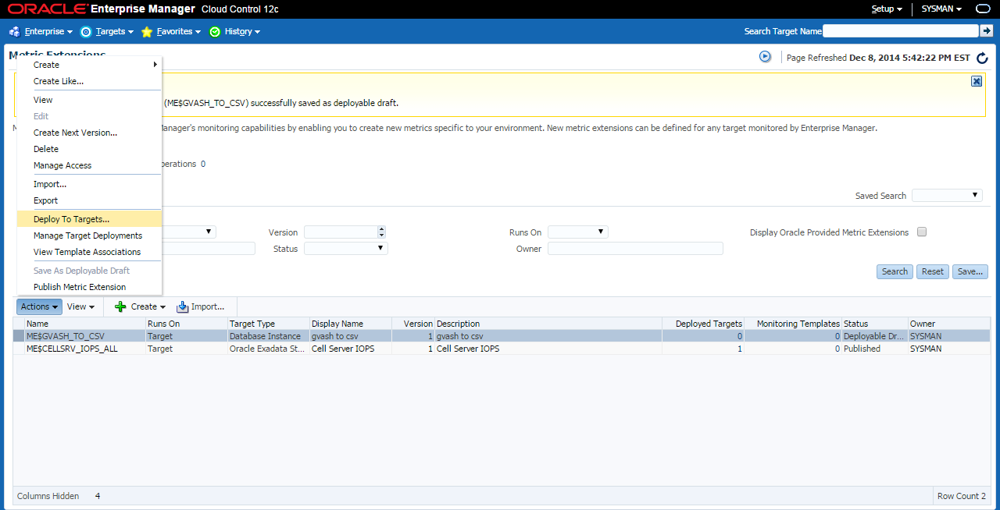 ORACLE Enterprise Manager Cloud Control 12c
Setup SYSMAN
Enterprise Targets Favorites History
Search Target Name
Metric Extensions
Page Refreshed Dec 8, 2014 5:42:22 PM EST
Create
Create Like...
View
Edit
Create Next Version...
Delete
Manage Access
Import...
Export
Deploy To Targets...
Manage Target Deployments
View Template Associations
Save As Deployable Draft
Publish Metric Extension
(ME$GVASH_TO_CSV) successfully saved as deployable draft.
Manager's monitoring capabilities by enabling you to create new metrics specific to your environment. New metric extensions can be defined for any target monitored by Enterprise Manager.
perations 0
Saved Search
Version
Runs On
Display Oracle Provided Metric Extensions
Status
Owner
Search Reset Save...
Actions View Create Import...
Name Runs On Target Type Display Name Version Description Deployed Targets Monitoring Templates Status Owner
ME$GVASH_TO_CSV Target Database Instance gvash to csv 1 gvash to csv 0 0 Deployable Dr... SYSMAN
ME$CELLSRV_IOPS_ALL Target Oracle Exadata St... Cell Server IOPS 1 Cell Server IOPS 1 0 Published SYSMAN
Columns Hidden 4
Row Count 2